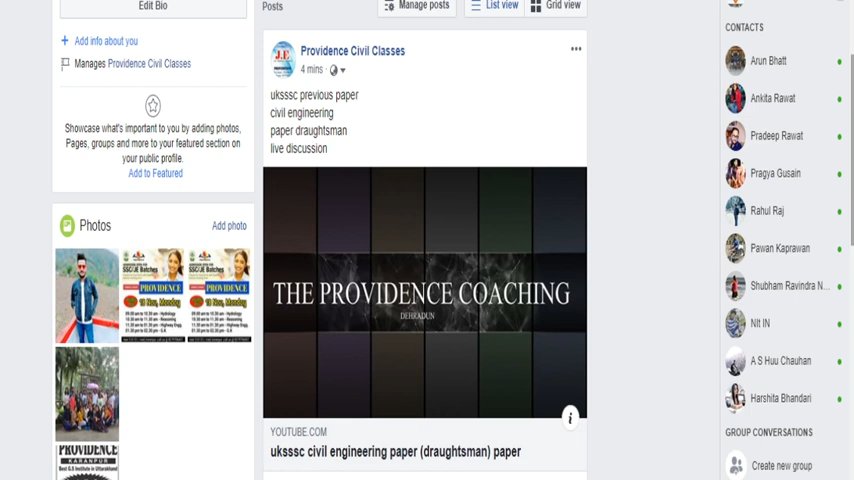 Edit Bio
Add info about you
Manages Providence Civil Classes
Showcase what's important to you by adding photos,
Pages, groups and more to your featured section on
your public profile.
Add to Featured
Photos
Add photo
PROVIDENCE
KARANPUR
Posts
Manage posts
List view
Grid view
Providence Civil Classes
4 mins
uksssc previous paper
civil engineering
paper draughtsman
live discussion
THE PROVIDENCE COACHING
DEHRADUN
YOUTUBE.COM
uksssc civil engineering paper (draughtsman) paper
CONTACTS
Arun Bhatt
Ankita Rawat
Pradeep Rawat
Pragya Gusain
Rahul Raj
Pawan Kaprawan
Shubham Ravindra N...
NIt IN
A S Huu Chauhan
Harshita Bhandari
GROUP CONVERSATIONS
Create new group